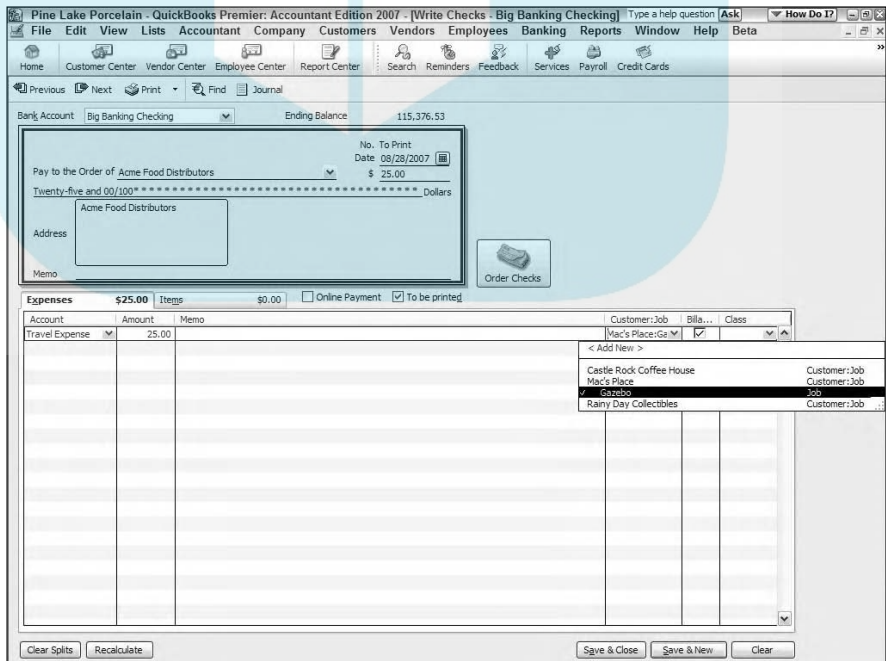 Pine Lake Porcelain - QuickBooks Premier: Accountant Edition 2007 - [Write Checks - Big Banking Checking] Type a help question Ask How Do I?
File Edit View Lists Accountant Company Customers Vendors Employees Banking Reports Window Help Beta
Home Customer Center Vendor Center Employee Center Report Center Search Reminders Feedback Services Payroll Credit Cards
Previous Next Print Find Journal
Bank Account Big Banking Checking Ending Balance 115,376.53
No. To Print
Date 08/28/2007
Pay to the Order of Acme Food Distributors $ 25.00
Twenty-five and 00/100* * * * * * * * * * * * * * * * * * * * * * * * * * * * * * * * * * * * * * Dollars
Acme Food Distributors
Address
Memo
Order Checks
Expenses $25.00 Items $0.00 Online Payment To be printed
Account Amount Memo Customer:Job Billa... Class
Travel Expense 25.00 Mac's Place:Ga
< Add New >
Castle Rock Coffee House Customer:Job
Mac's Place Customer:Job
Gazebo Job
Rainy Day Collectibles Customer:Job
Clear Splits Recalculate Save & Close Save & New Clear